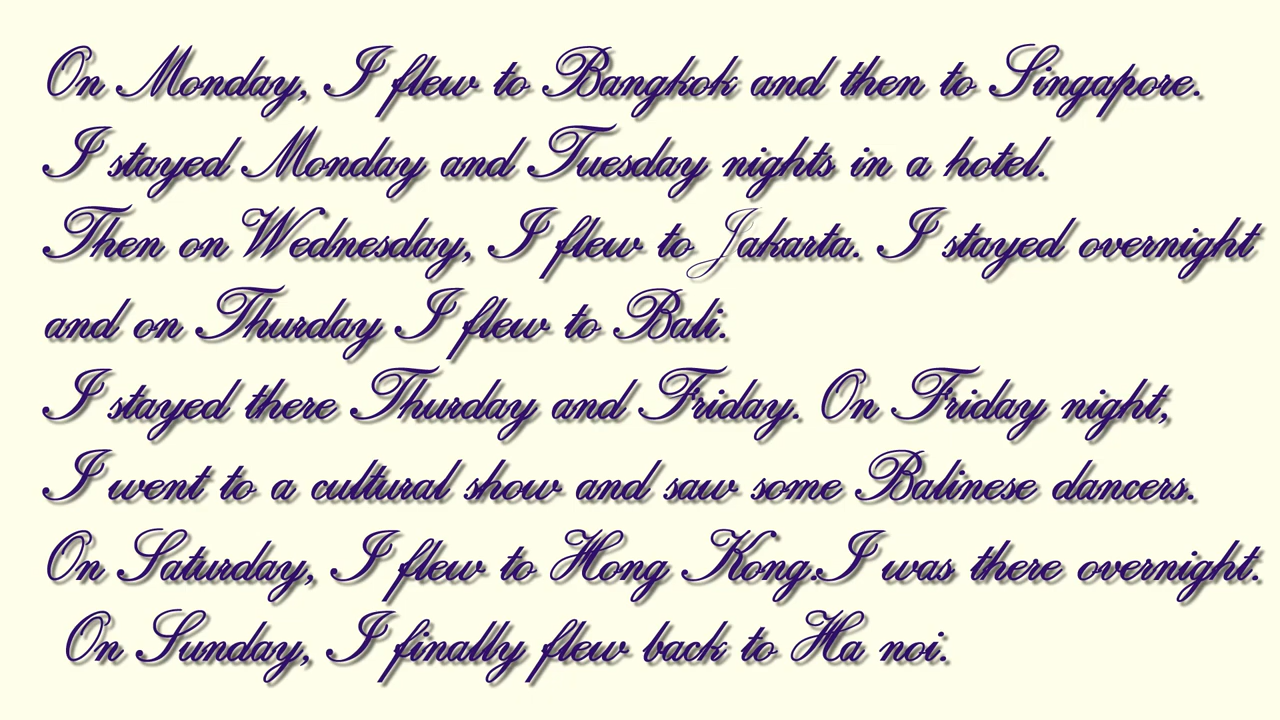 On Monday, I flew to Bangkok and then to Singapore.
I stayed Monday and Tuesday nights in a hotel.
Then on Wednesday, I flew to Jakarta. I stayed overnight
and on Thurday I flew to Bali.
I stayed there Thurday and Friday. On Friday night,
I went to a cultural show and saw some Balinese dancers.
On Saturday, I flew to Hong Kong.I was there overnight.
On Sunday, I finally flew back to Ha noi.